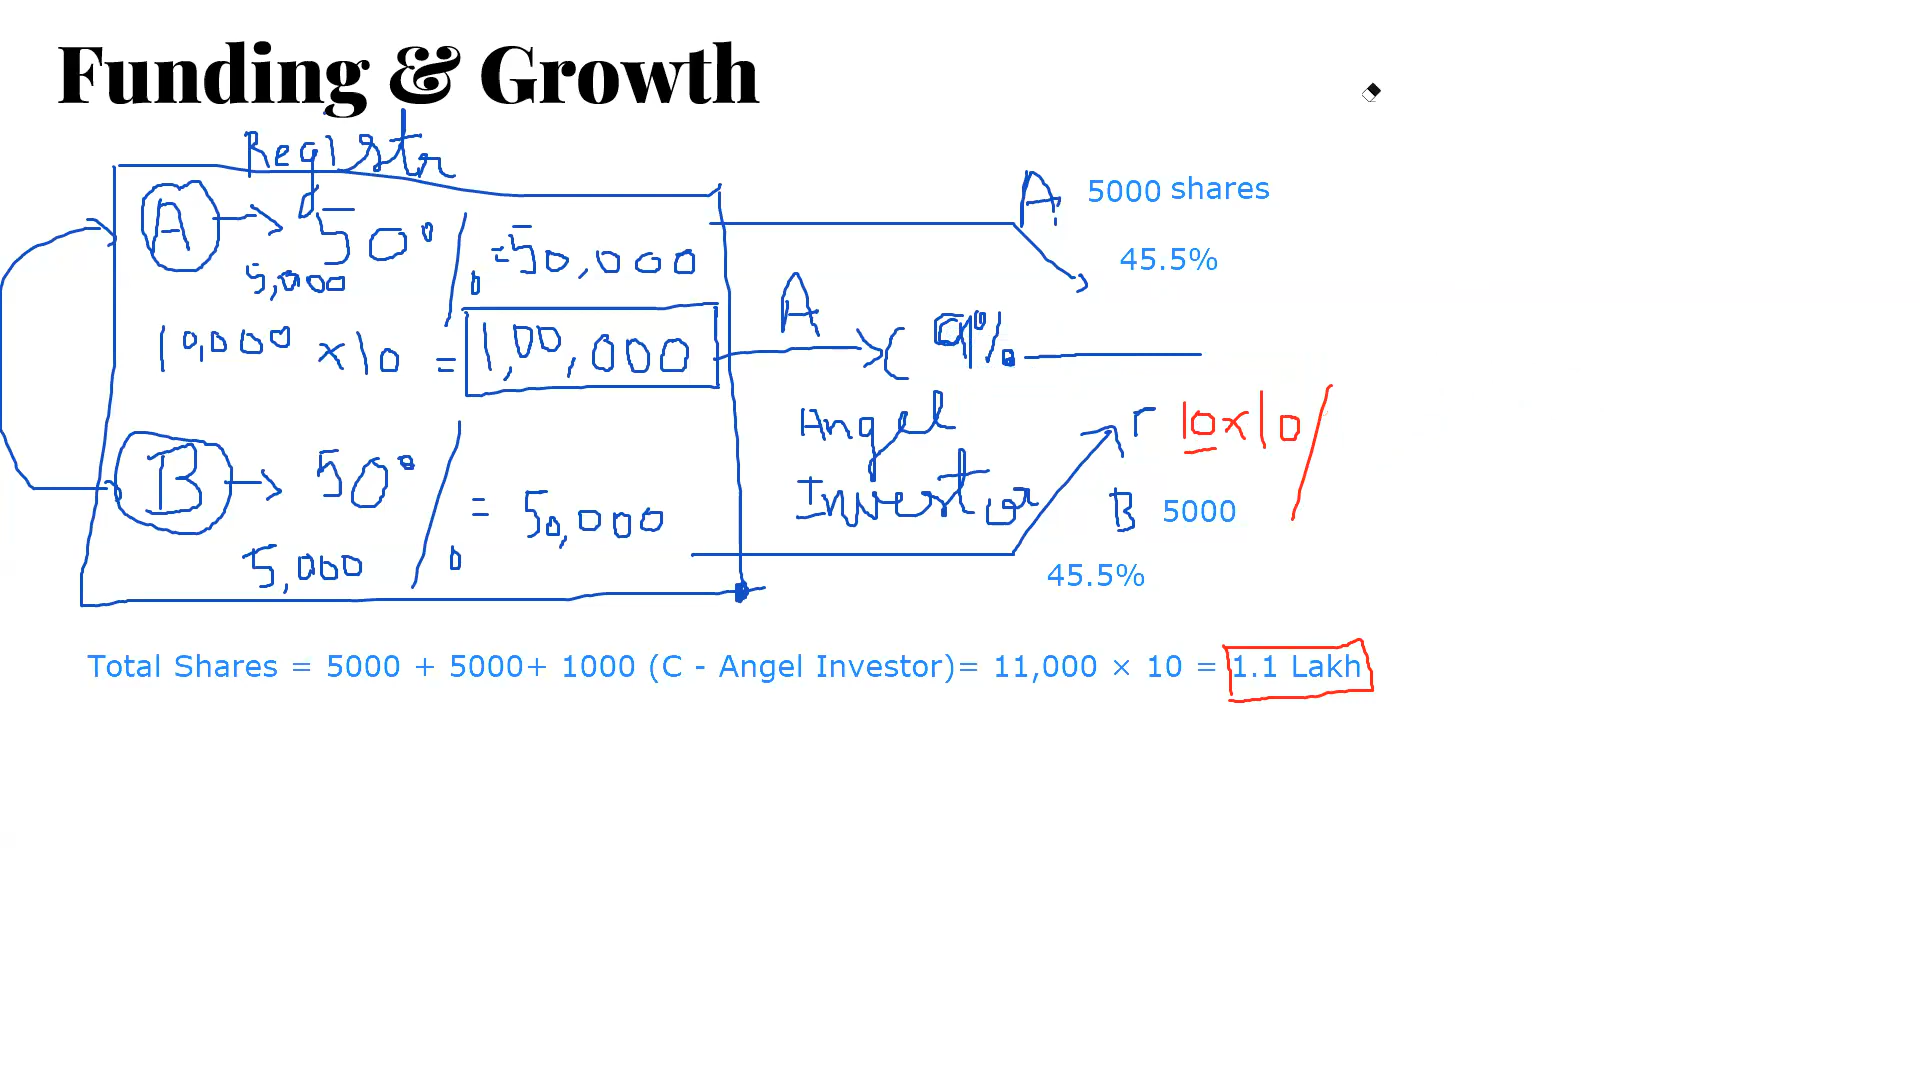 Funding & Growth
Registr
A → 50% = 50,000
5,000
10,000 x 10 = 1,00,000
B → 50% = 50,000
5,000
A
C 9%
Angel
Investor
A 5000 shares
45.5%
r 10x10/
B 5000
45.5%
Total Shares = 5000 + 5000+ 1000 (C - Angel Investor)= 11,000 × 10 = 1.1 Lakh